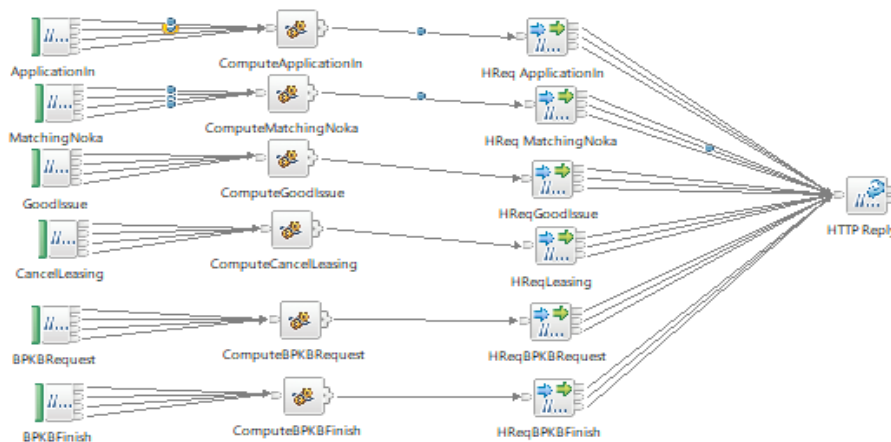 ApplicationIn
ComputeApplicationIn
HReq ApplicationIn
MatchingNoka
ComputeMatchingNoka
HReq MatchingNoka
GoodIssue
ComputeGoodIssue
HReqGoodIssue
HTTP Reply
CancelLeasing
ComputeCancelLeasing
HReqLeasing
BPKBRequest
ComputeBPKBRequest
HReqBPKBRequest
BPKBFinish
ComputeBPKBFinish
HReqBPKBFinish